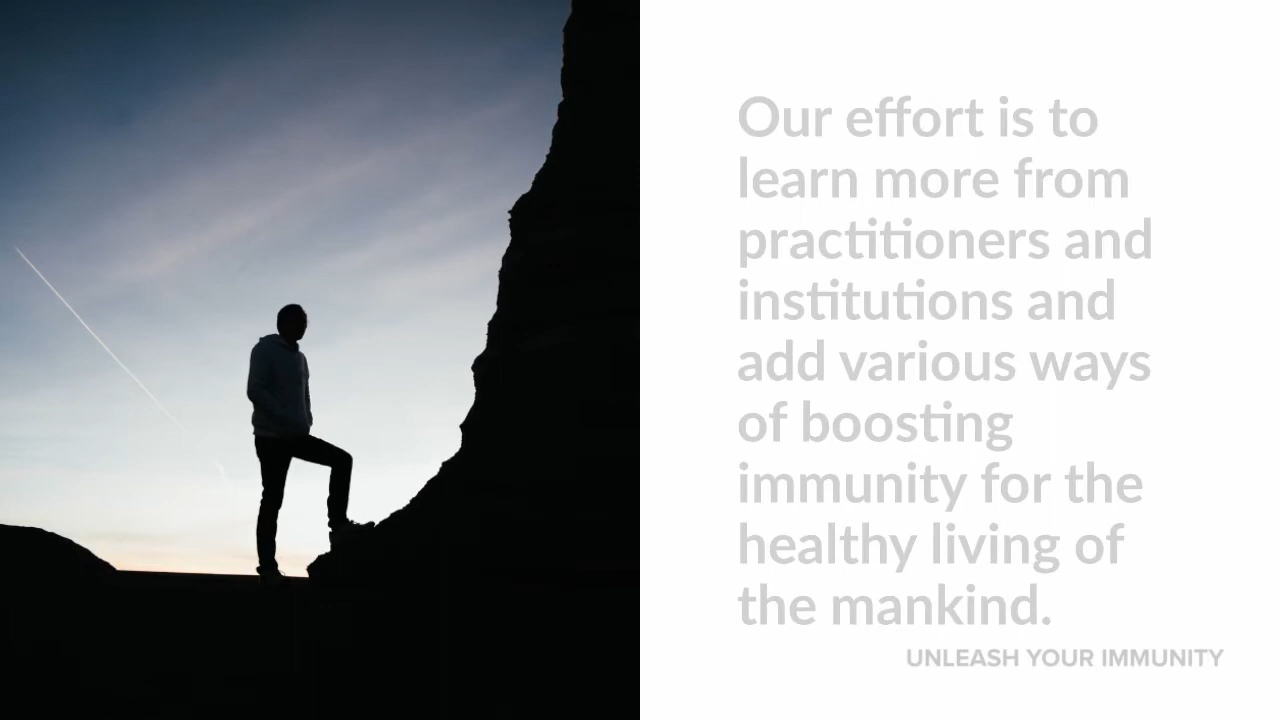 Our effort is to
learn more from
practitioners and
institutions and
add various ways
of boosting
immunity for the
healthy living of
the mankind.
UNLEASH YOUR IMMUNITY